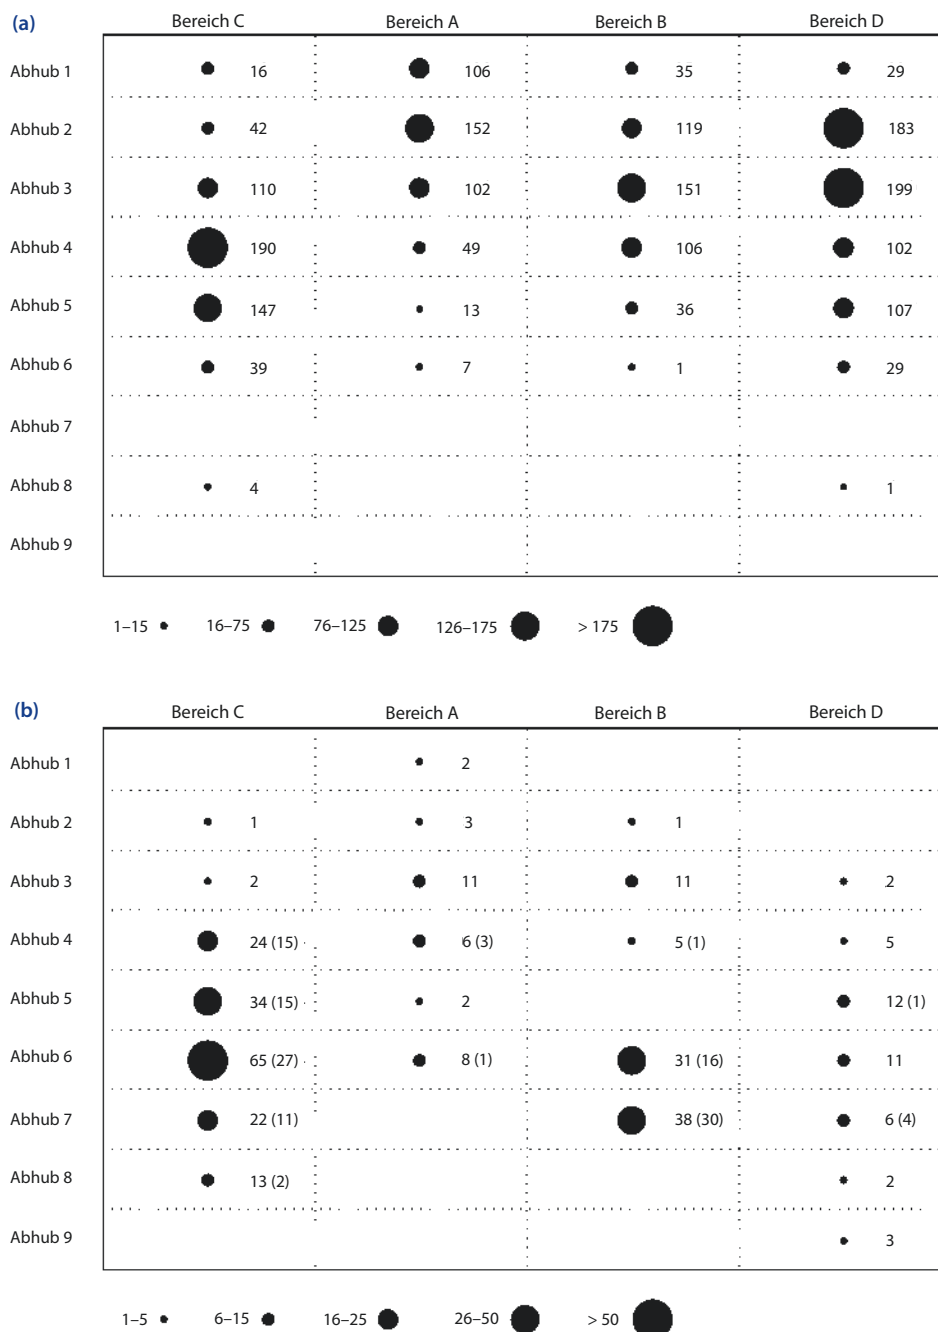 (a) Bereich C Bereich A Bereich B Bereich D
Abhub 1 16 106 35 29
Abhub 2 42 152 119 183
Abhub 3 110 102 151 199
Abhub 4 190 49 106 102
Abhub 5 147 13 36 107
Abhub 6 39 7 1 29
Abhub 7
Abhub 8 4 1
Abhub 9
1–15 16–75 76–125 126–175 > 175
(b) Bereich C Bereich A Bereich B Bereich D
Abhub 1 2
Abhub 2 1 3 1
Abhub 3 2 11 11 2
Abhub 4 24 (15) 6 (3) 5 (1) 5
Abhub 5 34 (15) 2 12 (1)
Abhub 6 65 (27) 8 (1) 31 (16) 11
Abhub 7 22 (11) 38 (30) 6 (4)
Abhub 8 13 (2) 2
Abhub 9 3
1–5 6–15 16–25 26–50 > 50